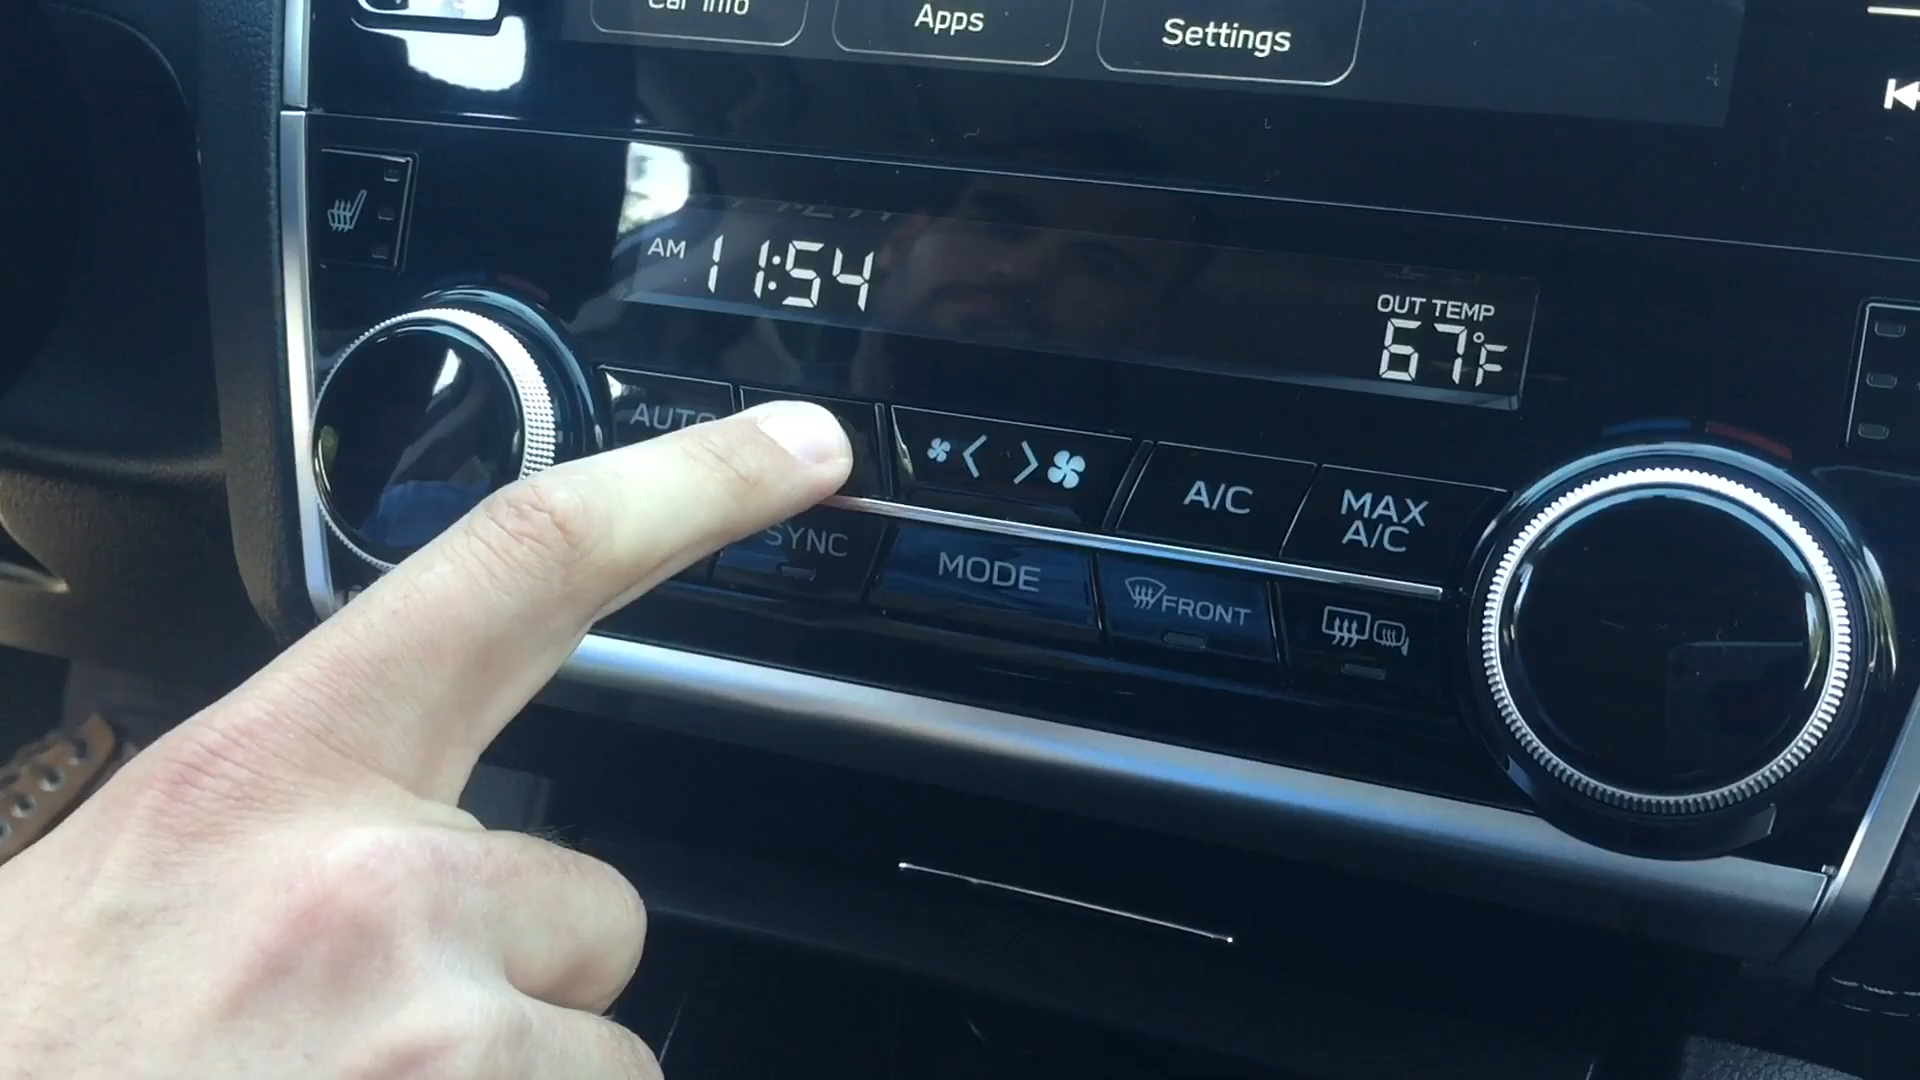 Car Info
Apps
Settings
AM 11:54
OUT TEMP
67°F
AUTO
A/C
MAX
A/C
SYNC
MODE
FRONT